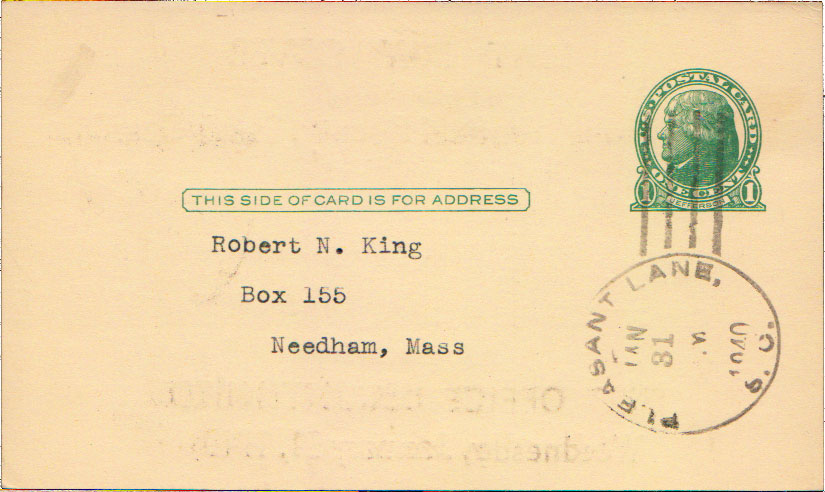 U.S. POSTAL CARD
ONE CENT
1 JEFFERSON 1
THIS SIDE OF CARD IS FOR ADDRESS
Robert N. King
Box 155
Needham, Mass
PLEASANT LANE, S. C.
JAN
31
1940